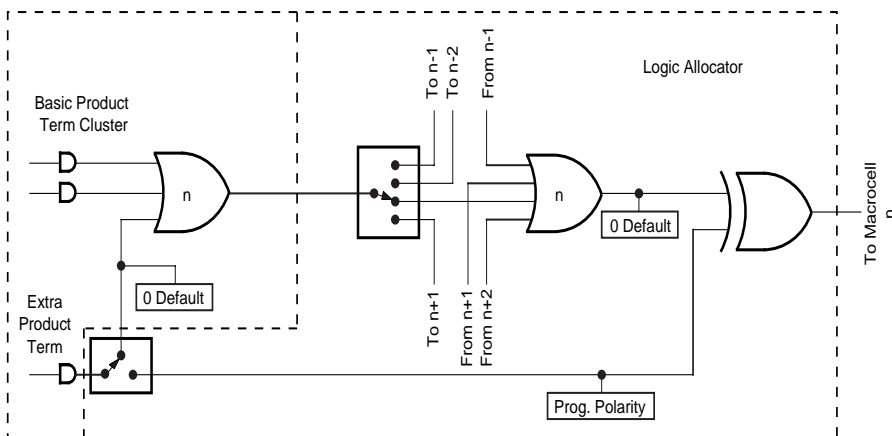 To n-1
To n-2
From n-1
Logic Allocator
Basic Product
Term Cluster
n
n
0 Default
To Macrocell
n
0 Default
Extra
Product
Term
To n+1
From n+1
From n+2
Prog. Polarity